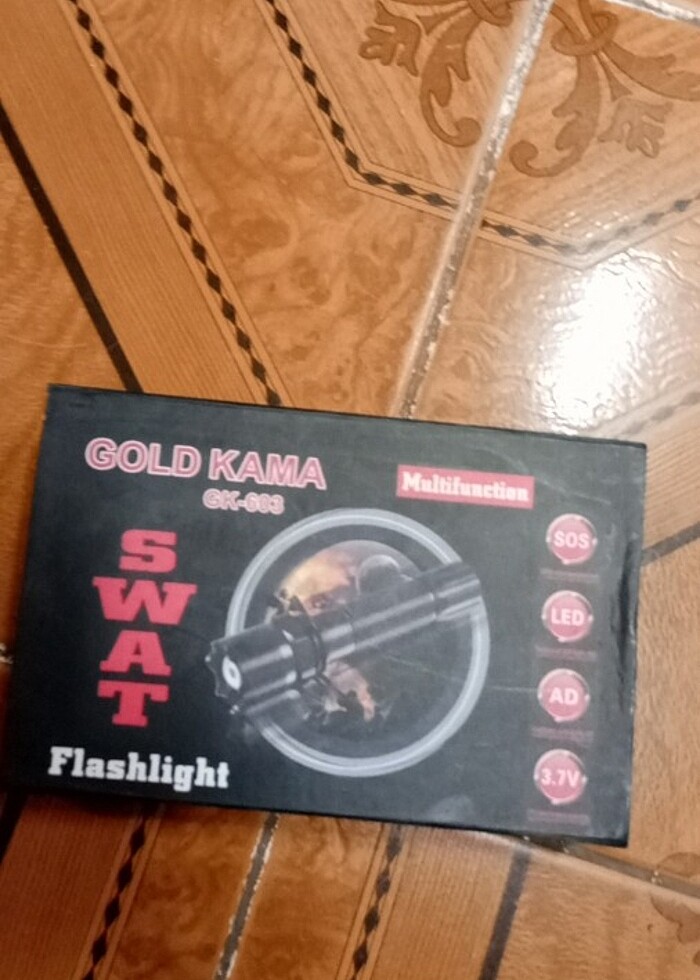 GOLD KAMA
GK-603
Multifunction
SWAT
Flashlight
SOS
LED
AD
3.7V